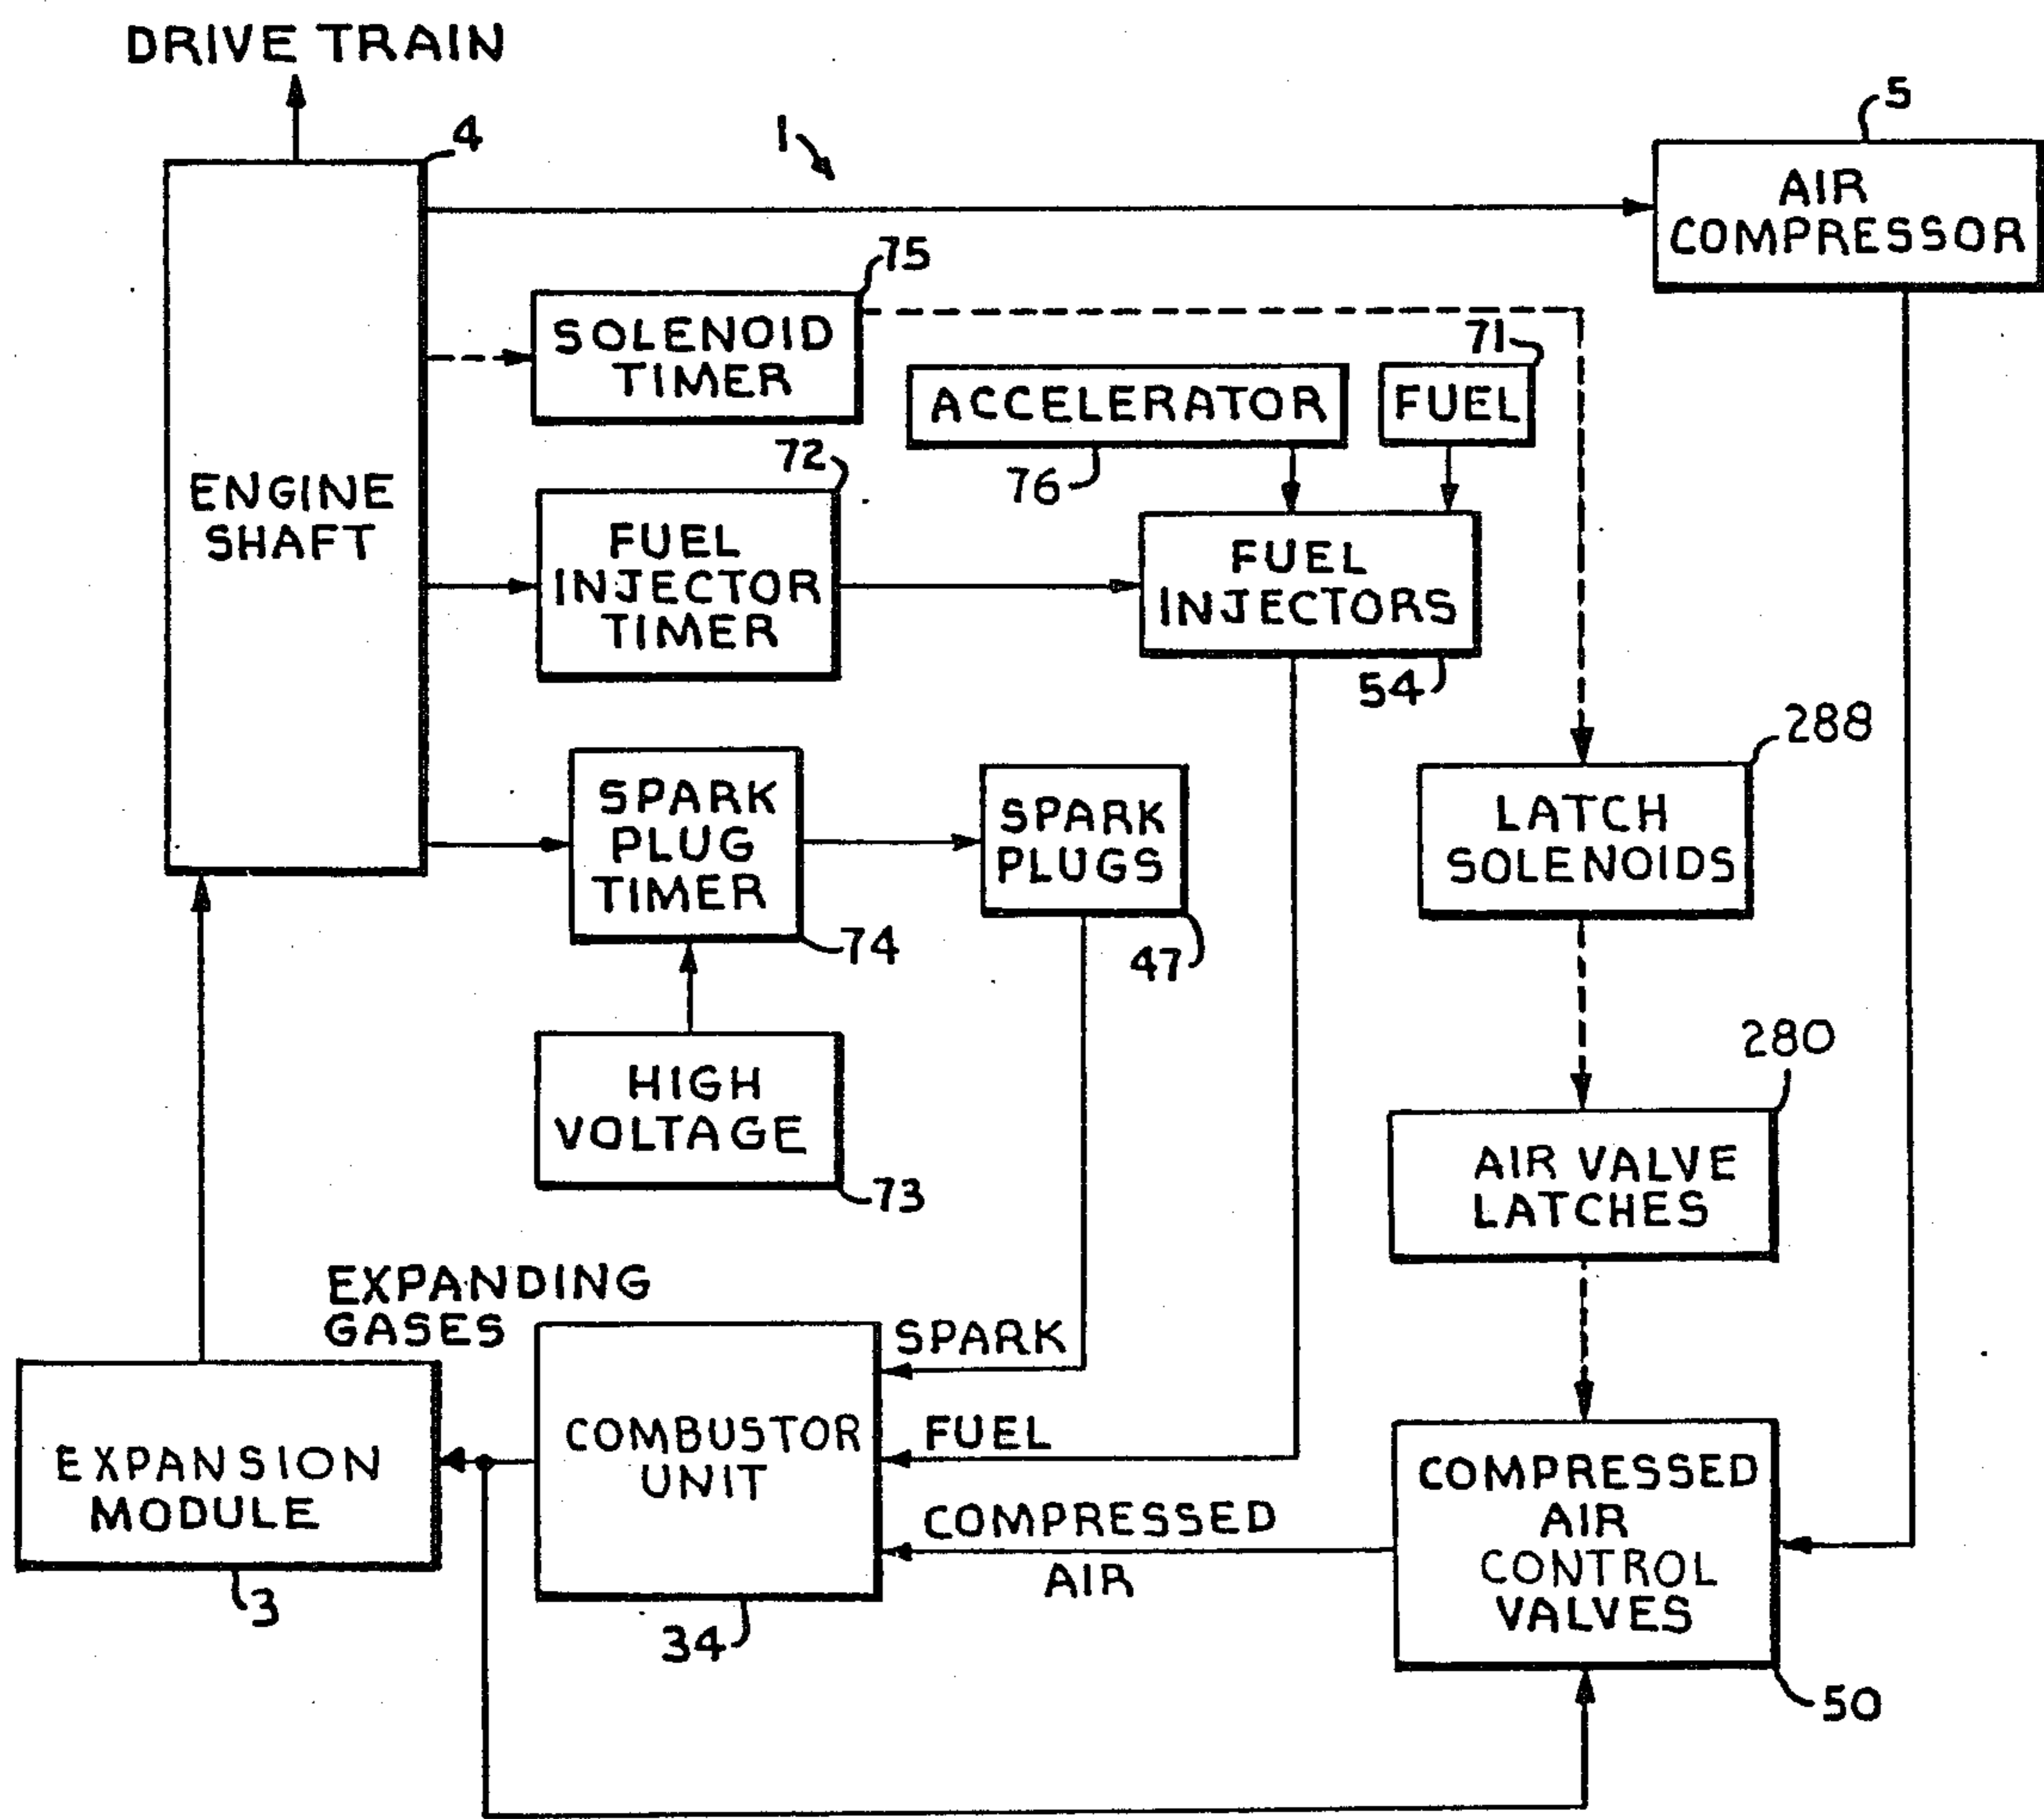 DRIVE TRAIN
4
1
5
AIR
COMPRESSOR
75
SOLENOID
TIMER
71
ACCELERATOR
FUEL
76
72
ENGINE
SHAFT
FUEL
INJECTOR
TIMER
FUEL
INJECTORS
54
288
SPARK
PLUG
TIMER
SPARK
PLUGS
LATCH
SOLENOIDS
74
47
280
HIGH
VOLTAGE
73
AIR VALVE
LATCHES
EXPANDING
GASES
SPARK
COMBUSTOR
UNIT
FUEL
EXPANSION
MODULE
COMPRESSED
AIR
COMPRESSED
AIR
CONTROL
VALVES
3
34
50